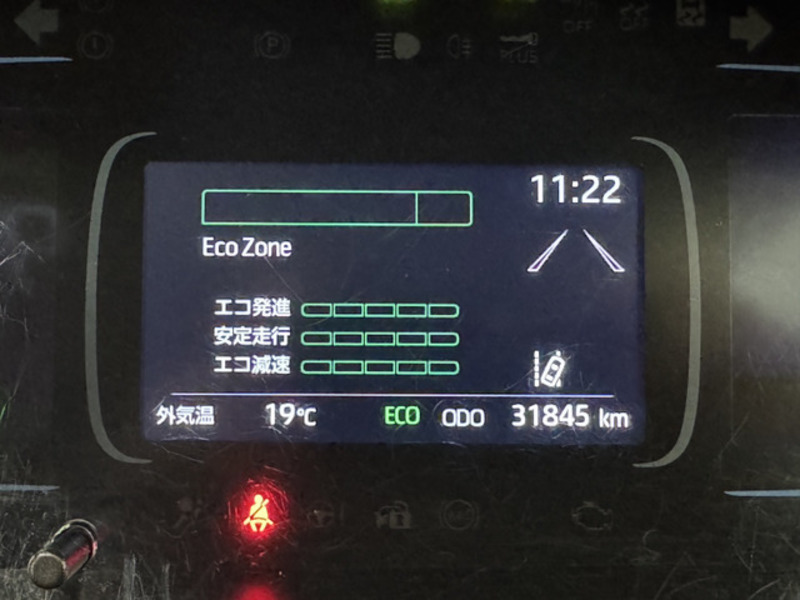 11:22
Eco Zone
エコ発進
安定走行
エコ減速
外気温 19℃ ECO ODO 31845 km